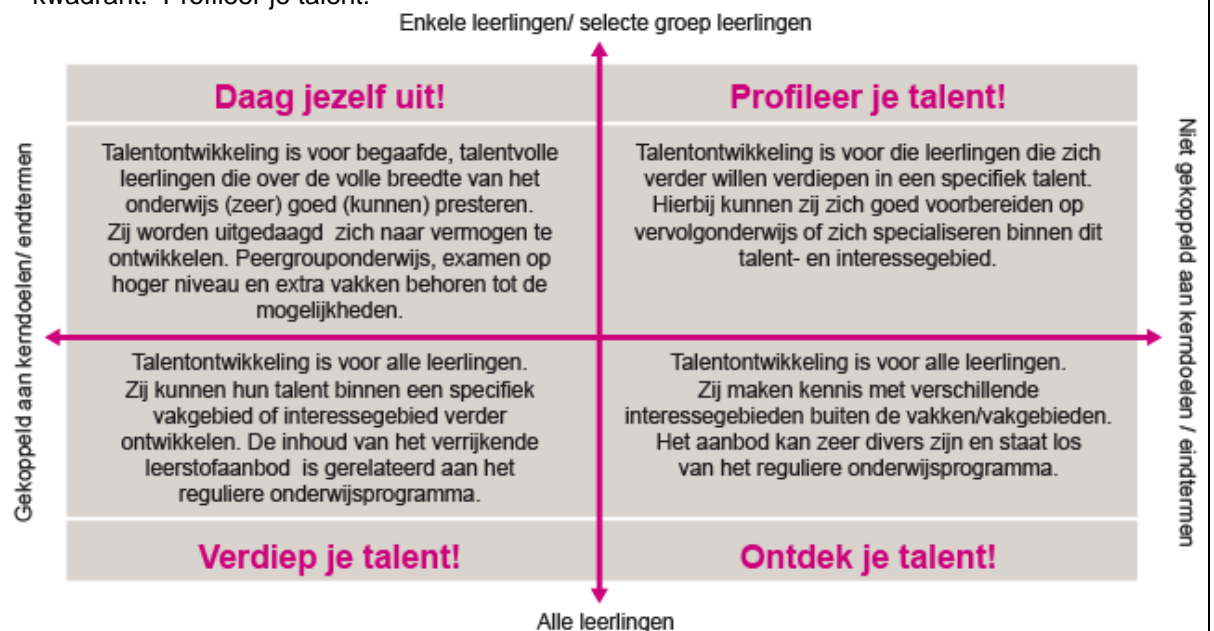 kwadrant: "Profileer je talent!"
Enkele leerlingen/ selecte groep leerlingen
Daag jezelf uit!
Talentontwikkeling is voor begaafde, talentvolle
leerlingen die over de volle breedte van het
onderwijs (zeer) goed (kunnen) presteren.
Zij worden uitgedaagd zich naar vermogen te
ontwikkelen. Peergrouponderwijs, examen op
hoger niveau en extra vakken behoren tot de
mogelijkheden.
Profileer je talent!
Talentontwikkeling is voor die leerlingen die zich
verder willen verdiepen in een specifiek talent.
Hierbij kunnen zij zich goed voorbereiden op
vervolgonderwijs of zich specialiseren binnen dit
talent- en interessegebied.
Gekoppeld aan kerndoelen/ endtermen
Niet gekoppeld aan kerndoelen / eindtermen
Talentontwikkeling is voor alle leerlingen.
Zij kunnen hun talent binnen een specifiek
vakgebied of interessegebied verder
ontwikkelen. De inhoud van het verrijkende
leerstofaanbod is gerelateerd aan het
reguliere onderwijsprogramma.
Verdiep je talent!
Talentontwikkeling is voor alle leerlingen.
Zij maken kennis met verschillende
interessegebieden buiten de vakken/vakgebieden.
Het aanbod kan zeer divers zijn en staat los
van het reguliere onderwijsprogramma.
Ontdek je talent!
Alle leerlingen